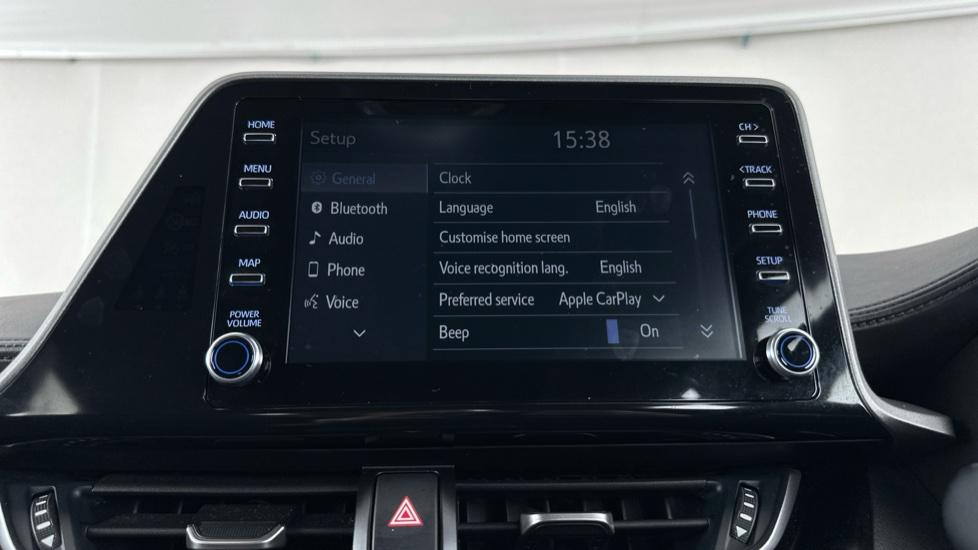 HOME
MENU
AUDIO
MAP
POWER
VOLUME
Setup 15:38
General
Bluetooth
Audio
Phone
Voice
Clock
Language English
Customise home screen
Voice recognition lang. English
Preferred service Apple CarPlay
Beep On
CH >
< TRACK
PHONE
SETUP
TUNE
SCROLL